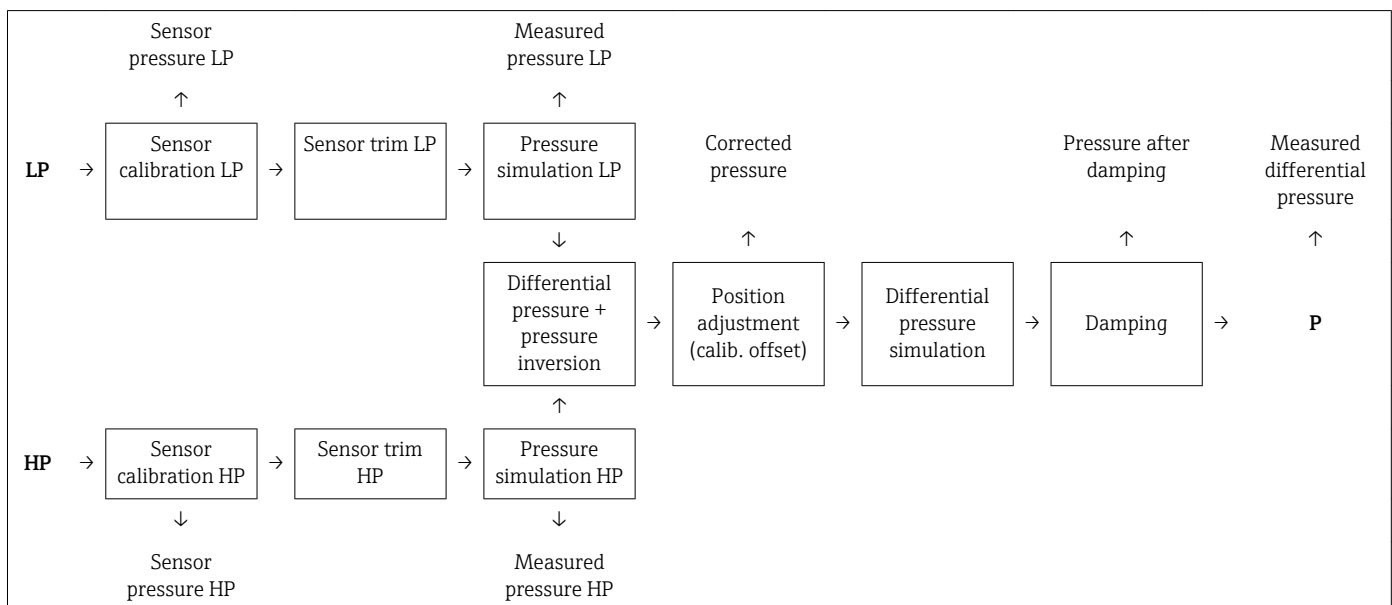 Sensor
pressure LP
Measured
pressure LP
↑
↑
LP
→
Sensor
calibration LP
→
Sensor trim LP
→
Pressure
simulation LP
Corrected
pressure
Pressure after
damping
Measured
differential
pressure
↓
↑
↑
↑
Differential
pressure +
pressure
inversion
→
Position
adjustment
(calib. offset)
→
Differential
pressure
simulation
→
Damping
→
P
↑
HP
→
Sensor
calibration HP
→
Sensor trim
HP
→
Pressure
simulation HP
↓
↓
Sensor
pressure HP
Measured
pressure HP